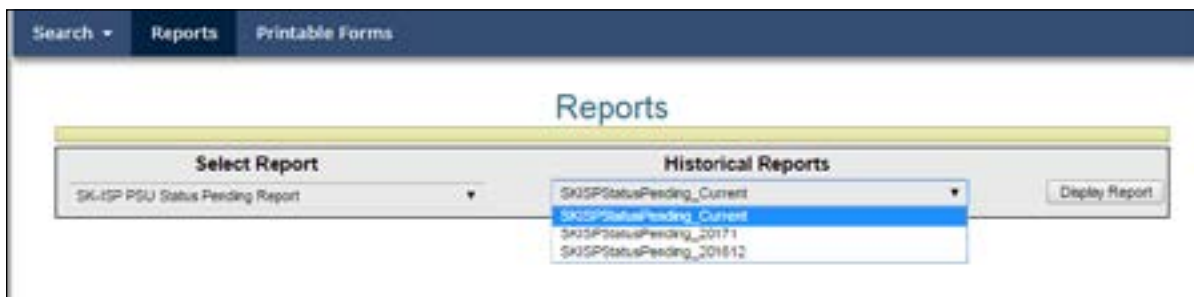 Search Reports Printable Forms
Reports
Select Report Historical Reports
SK-ISP PSU Status Pending Report SKISPStatusPending_Current Display Report
SKISPStatusPending_Current
SKISPStatusPending_20171
SKISPStatusPending_201612